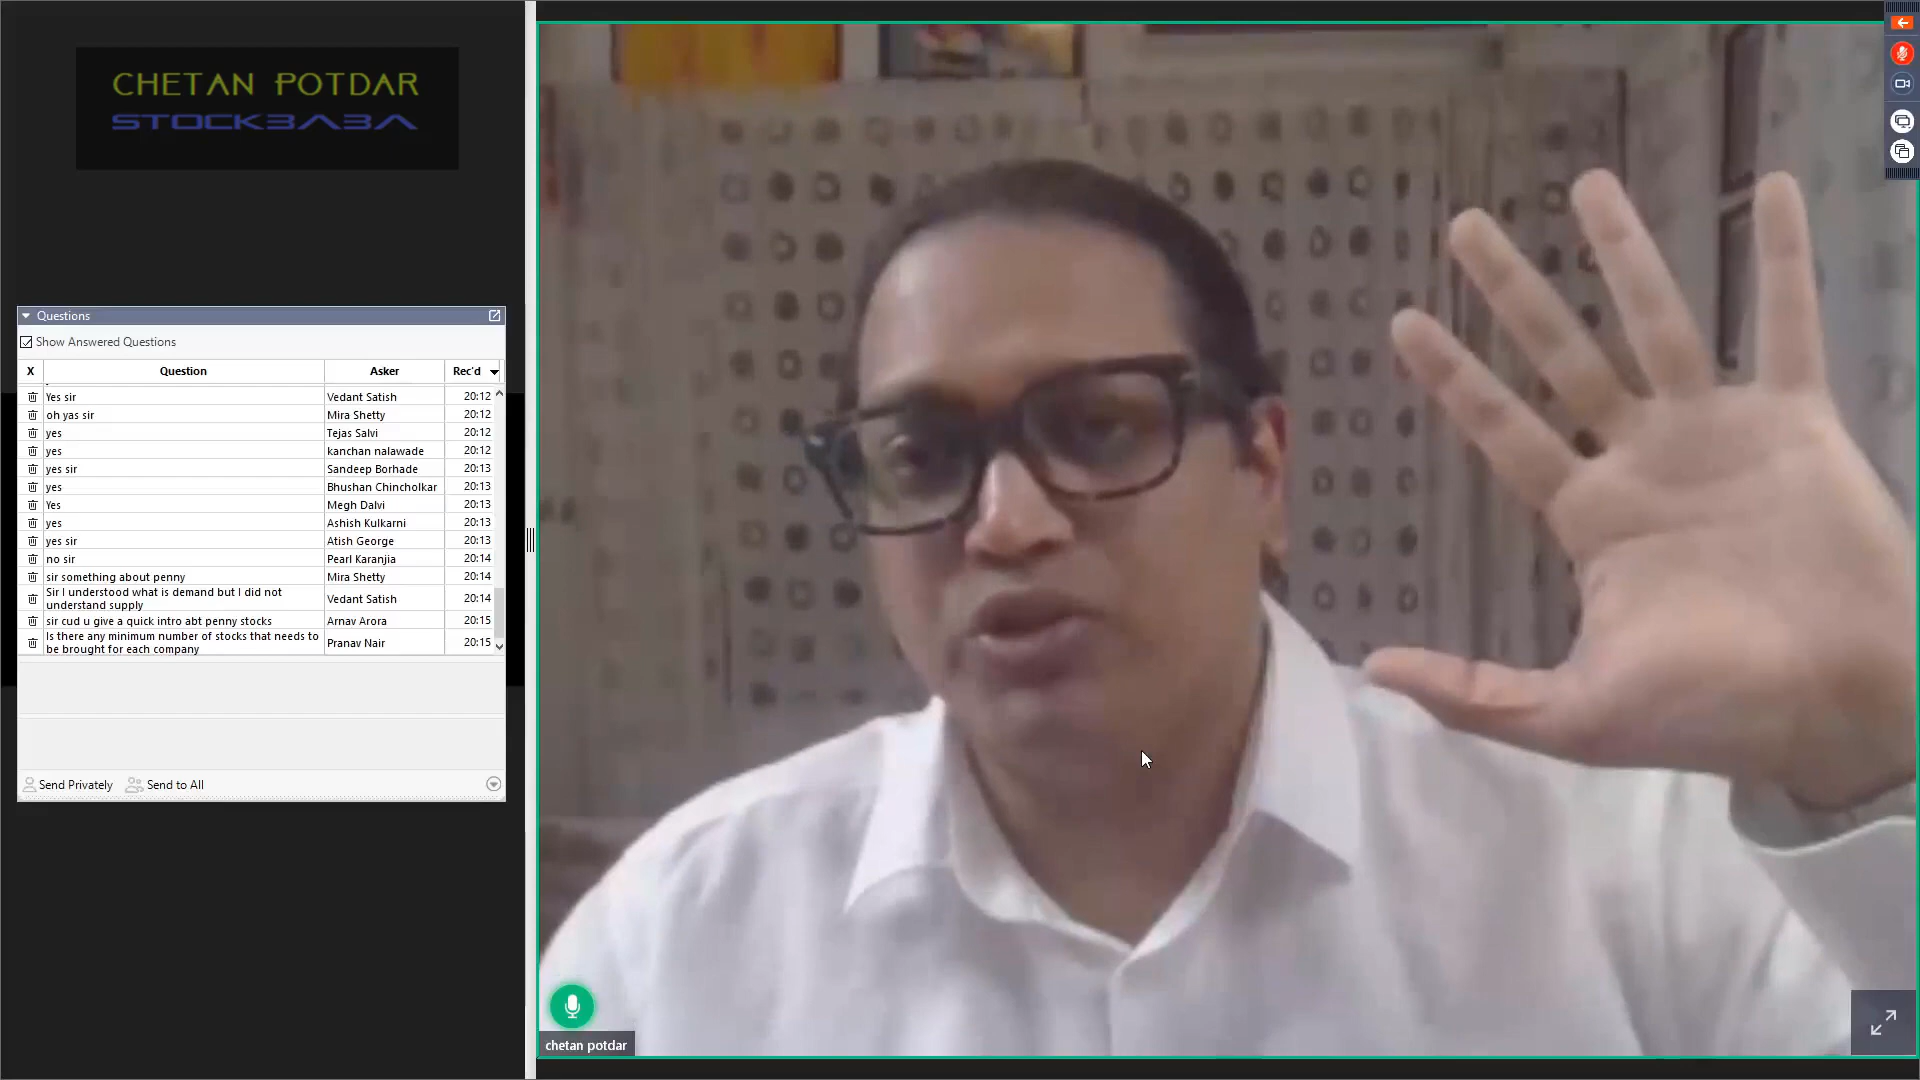 CHETAN POTDAR
STOCKBABA
Questions
Show Answered Questions
X Question Asker Rec'd
Yes sir Vedant Satish 20:12
oh yas sir Mira Shetty 20:12
yes Tejas Salvi 20:12
yes kanchan nalawade 20:12
yes sir Sandeep Borhade 20:13
yes Bhushan Chincholkar 20:13
Yes Megh Dalvi 20:13
yes Ashish Kulkarni 20:13
yes sir Atish George 20:13
no sir Pearl Karanjia 20:14
sir something about penny Mira Shetty 20:14
Sir I understood what is demand but I did not
understand supply Vedant Satish 20:14
sir cud u give a quick intro abt penny stocks Arnav Arora 20:15
Is there any minimum number of stocks that needs to
be brought for each company Pranav Nair 20:15
Send Privately Send to All
chetan potdar